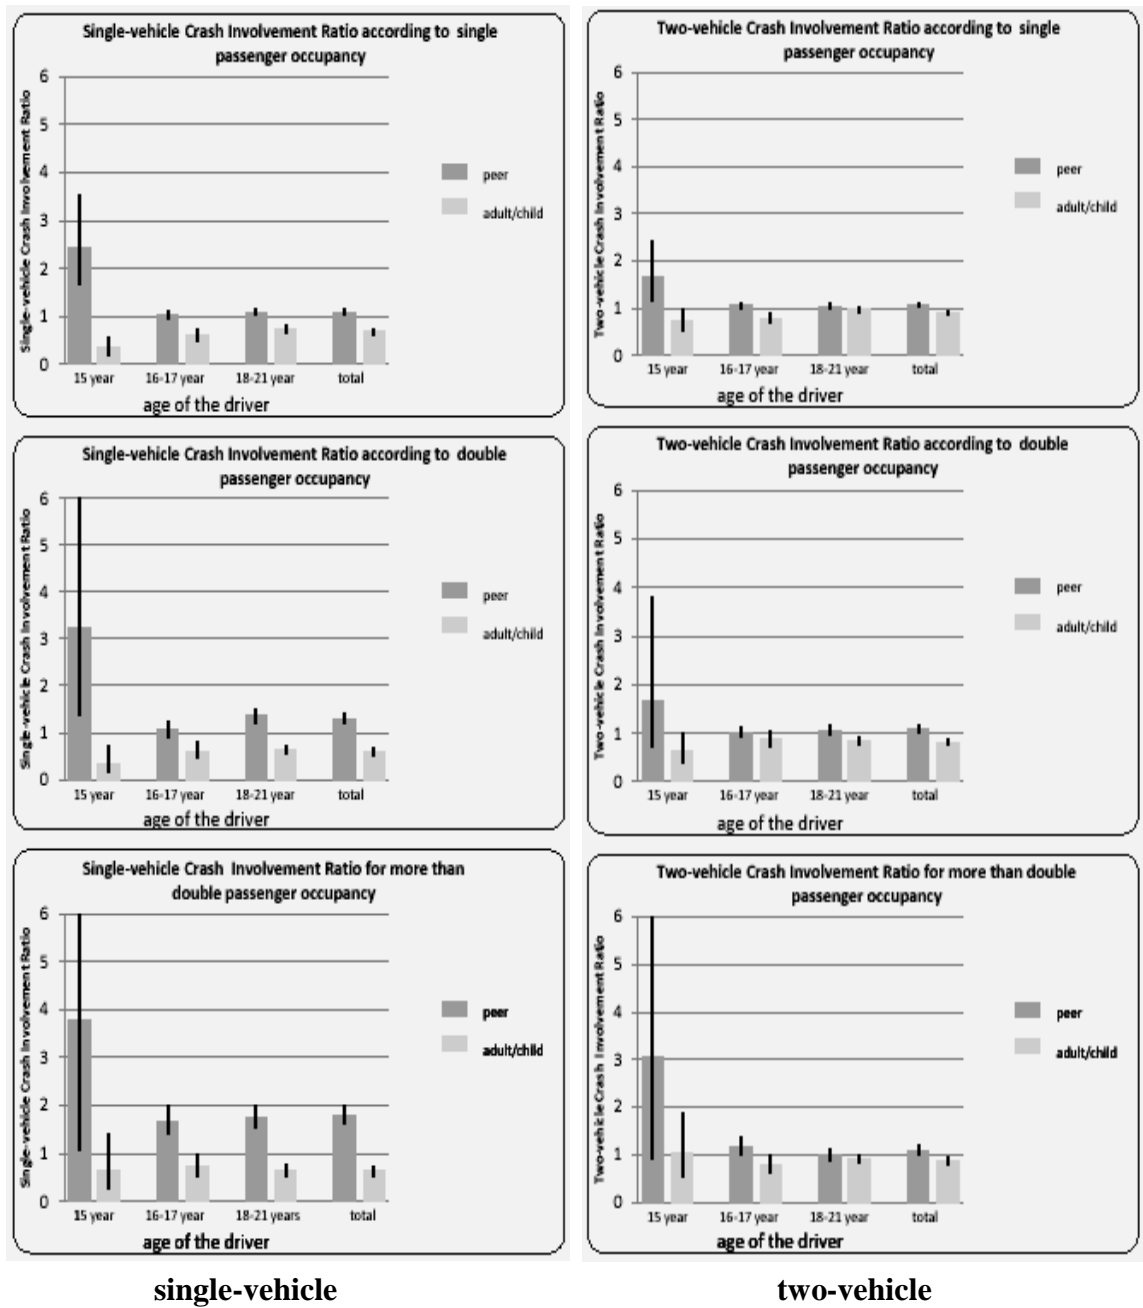 Single-vehicle Crash Involvement Ratio according to single
passenger occupancy
Single-vehicle Crash Involvement Ratio
6
5
4
3
2
1
0
15 year 16-17 year 18-21 year total
age of the driver
peer
adult/child
Two-vehicle Crash Involvement Ratio according to single
passenger occupancy
Two-vehicle Crash Involvement Ratio
6
5
4
3
2
1
0
15 year 16-17 year 18-21 year total
age of the driver
peer
adult/child
Single-vehicle Crash Involvement Ratio according to double
passenger occupancy
Single-vehicle Crash Involvement Ratio
6
5
4
3
2
1
0
15 year 16-17 year 18-21 year total
age of the driver
peer
adult/child
Two-vehicle Crash Involvement Ratio according to double
passenger occupancy
Two-vehicle Crash Involvement Ratio
6
5
4
3
2
1
0
15 year 16-17 year 18-21 year total
age of the driver
peer
adult/child
Single-vehicle Crash Involvement Ratio for more than
double passenger occupancy
Single-vehicle Crash Involvement Ratio
6
5
4
3
2
1
0
15 year 16-17 year 18-21 years total
age of the driver
peer
adult/child
Two-vehicle Crash Involvement Ratio for more than double
passenger occupancy
Two-vehicle Crash Involvement Ratio
6
5
4
3
2
1
0
15 year 16-17 year 18-21 year total
age of the driver
peer
adult/child
single-vehicle two-vehicle